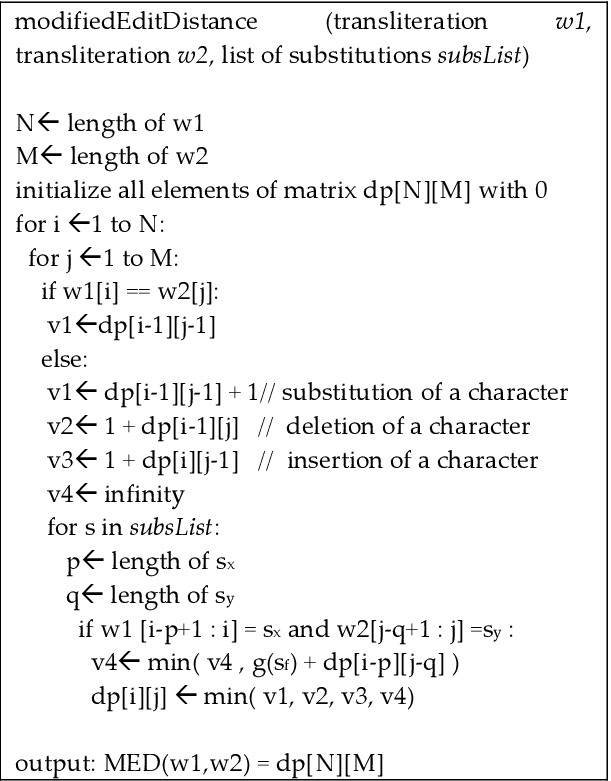 modifiedEditDistance (transliteration w1,
transliteration w2, list of substitutions subsList)
N← length of w1
M← length of w2
initialize all elements of matrix dp[N][M] with 0
for i ←1 to N:
for j ←1 to M:
if w1[i] == w2[j]:
v1←dp[i-1][j-1]
else:
v1← dp[i-1][j-1] + 1// substitution of a character
v2← 1 + dp[i-1][j] // deletion of a character
v3← 1 + dp[i][j-1] // insertion of a character
v4← infinity
for s in subsList:
p← length of sx
q← length of sy
if w1 [i-p+1 : i] = sx and w2[j-q+1 : j] =sy :
v4← min( v4 , g(sf) + dp[i-p][j-q] )
dp[i][j] ← min( v1, v2, v3, v4)
output: MED(w1,w2) = dp[N][M]